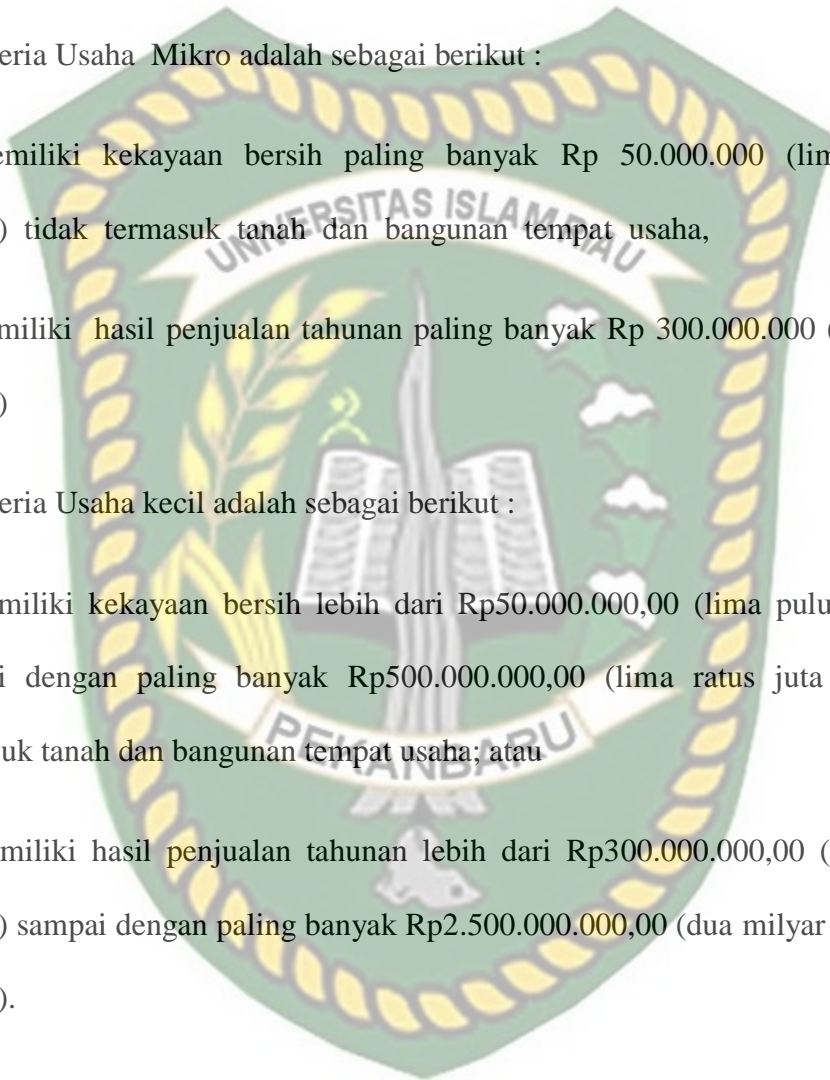 eria Usaha Mikro adalah sebagai berikut :
emiliki kekayaan bersih paling banyak Rp 50.000.000 (lim
) tidak termasuk tanah dan bangunan tempat usaha,
UNIVERSITAS ISLAM RIAU
miliki hasil penjualan tahunan paling banyak Rp 300.000.000 (
)
eria Usaha kecil adalah sebagai berikut :
miliki kekayaan bersih lebih dari Rp50.000.000,00 (lima pulu
i dengan paling banyak Rp500.000.000,00 (lima ratus juta
uk tanah dan bangunan tempat usaha; atau
PEKANBARU
miliki hasil penjualan tahunan lebih dari Rp300.000.000,00 (
) sampai dengan paling banyak Rp2.500.000.000,00 (dua milyar
).